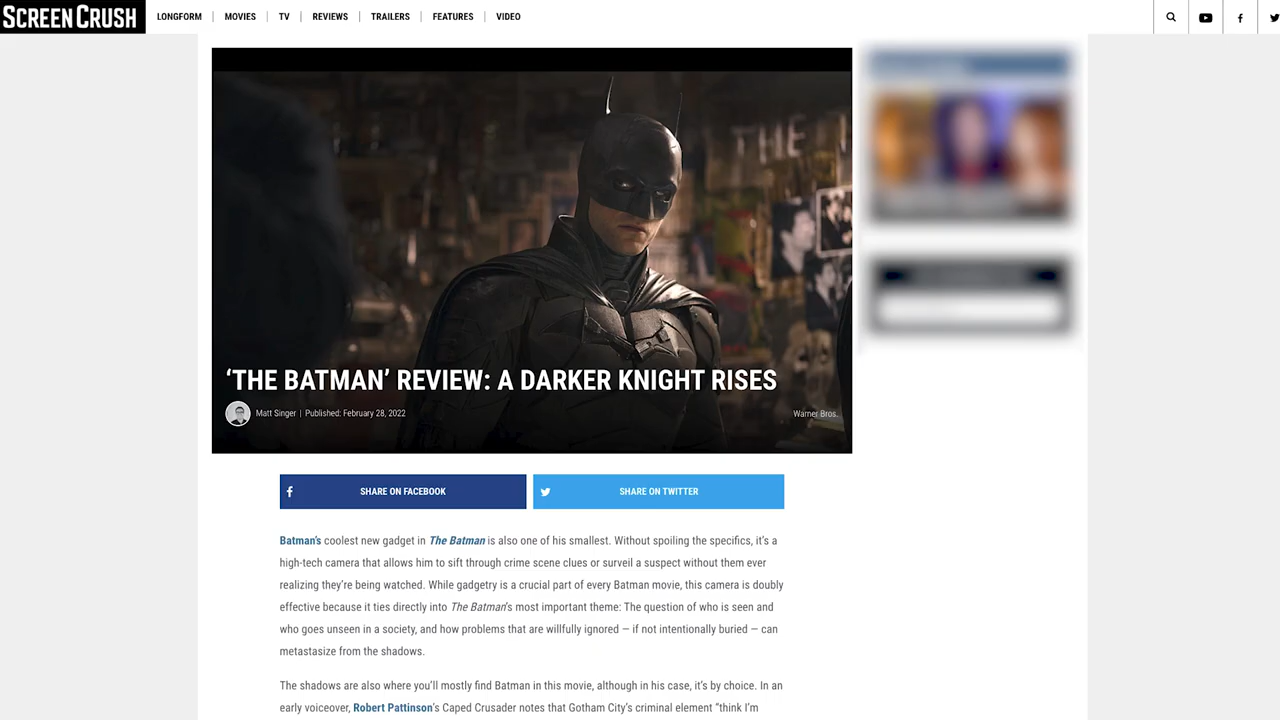 SCREENCRUSH
LONGFORM
MOVIES
TV
REVIEWS
TRAILERS
FEATURES
VIDEO
THE
‘THE BATMAN’ REVIEW: A DARKER KNIGHT RISES
Matt Singer | Published: February 28, 2022
Warner Bros.
SHARE ON FACEBOOK
SHARE ON TWITTER
Batman’s coolest new gadget in The Batman is also one of his smallest. Without spoiling the specifics, it’s a
high-tech camera that allows him to sift through crime scene clues or surveil a suspect without them ever
realizing they’re being watched. While gadgetry is a crucial part of every Batman movie, this camera is doubly
effective because it ties directly into The Batman’s most important theme: The question of who is seen and
who goes unseen in a society, and how problems that are willfully ignored — if not intentionally buried — can
metastasize from the shadows.
The shadows are also where you’ll mostly find Batman in this movie, although in his case, it’s by choice. In an
early voiceover, Robert Pattinson’s Caped Crusader notes that Gotham City’s criminal element “think I’m